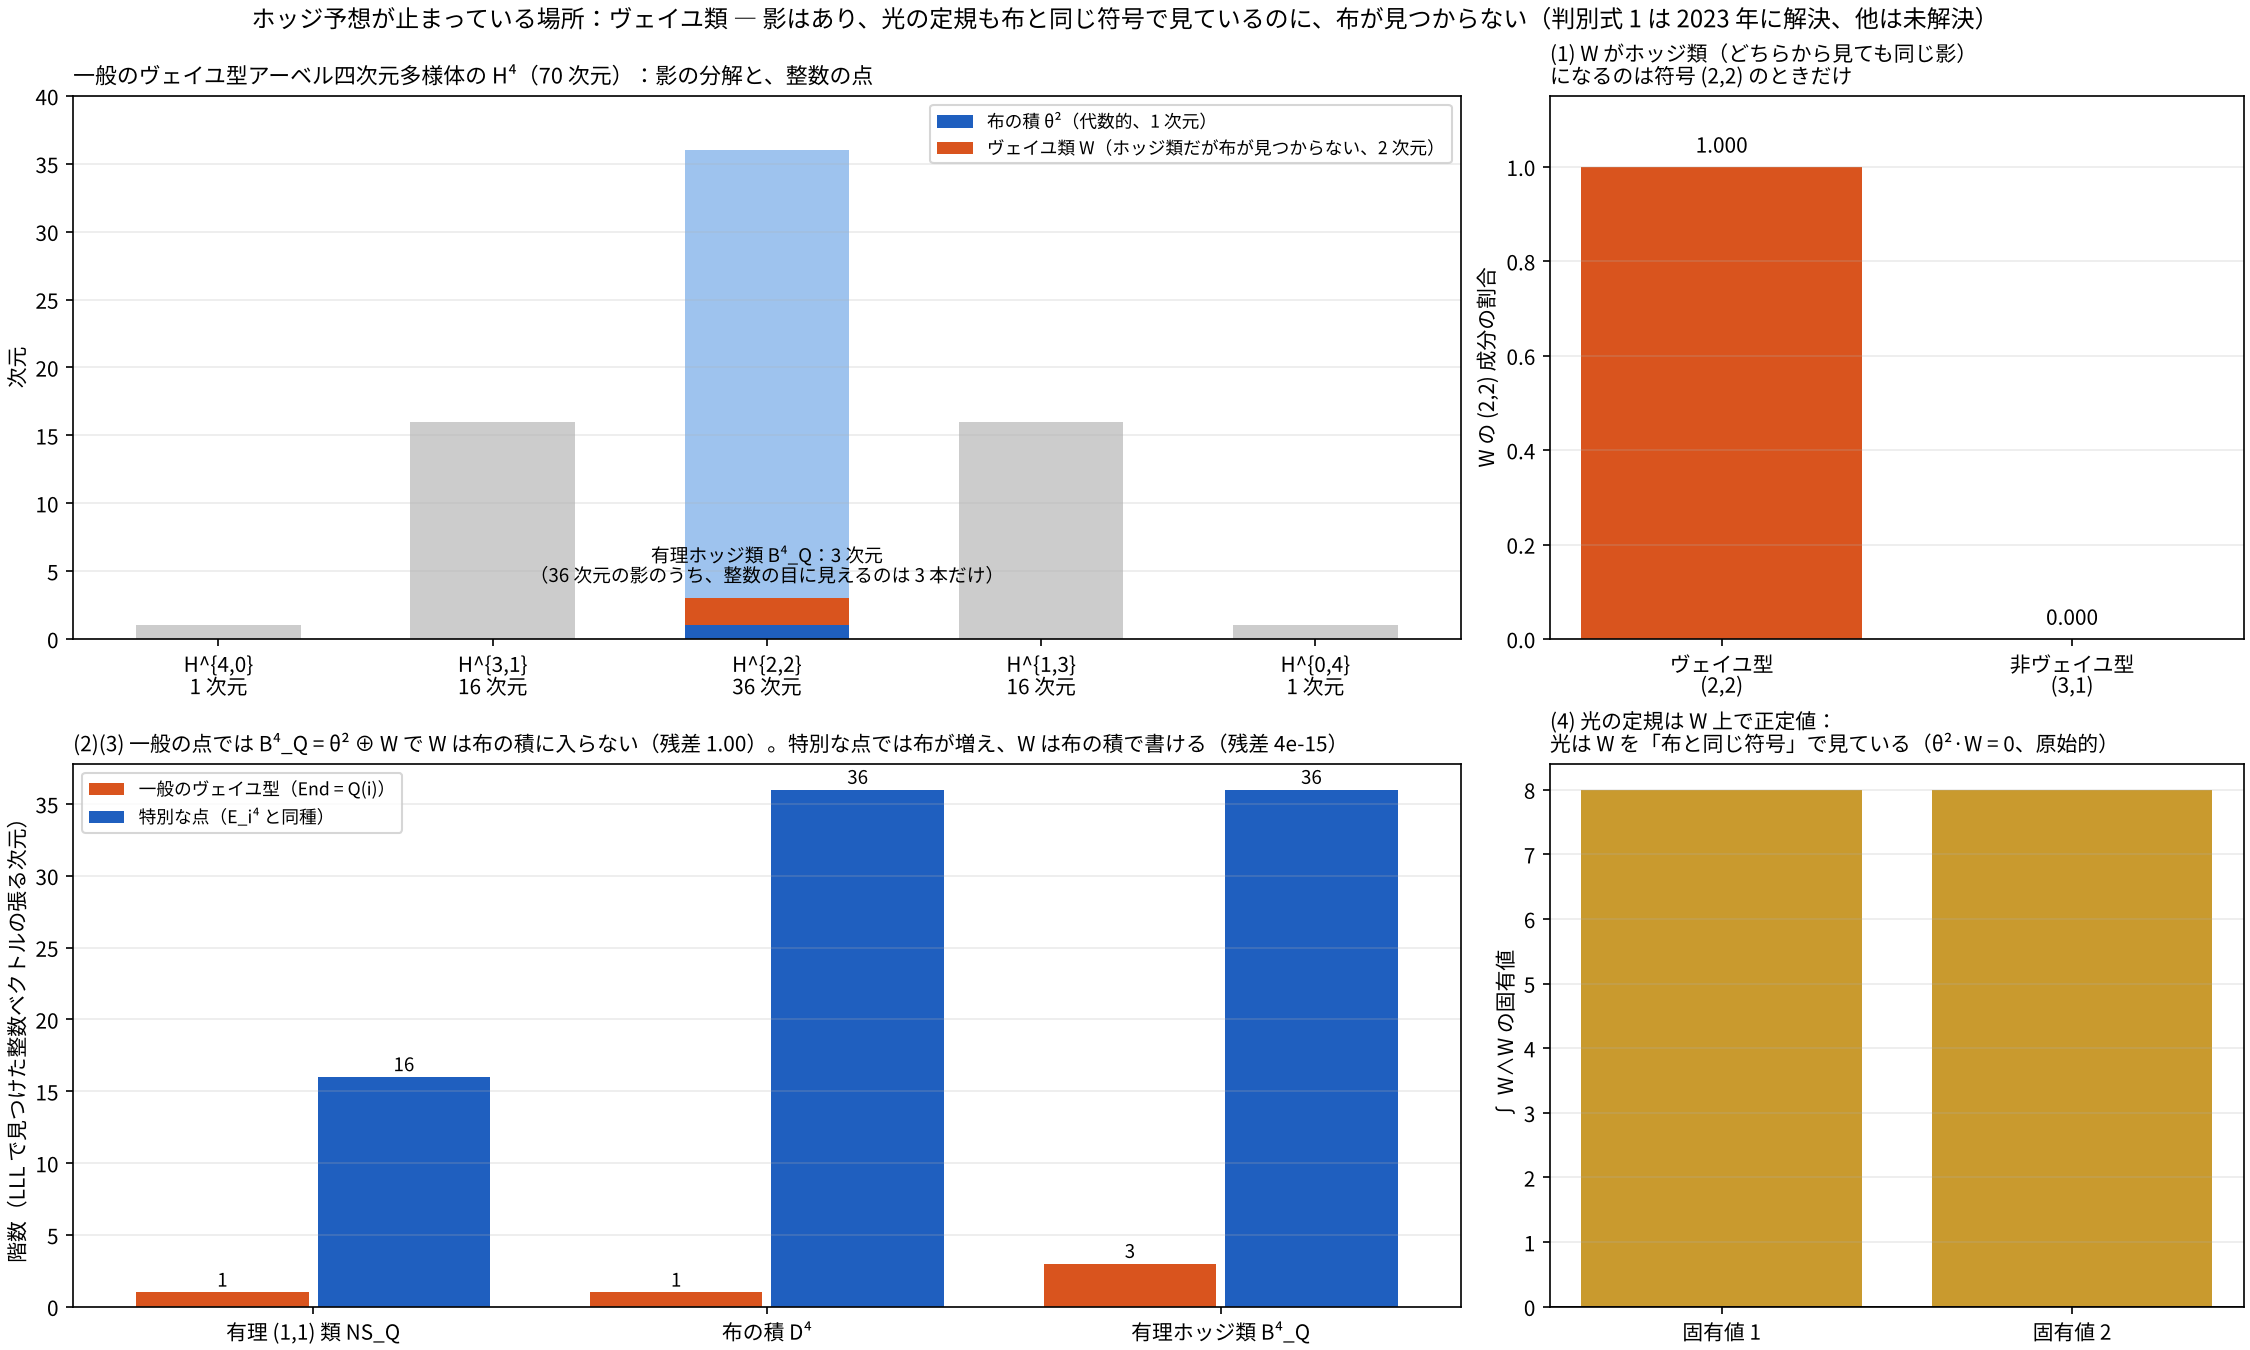 ホッジ予想が止まっている場所：ヴェイユ類 — 影はあり、光の定規も布と同じ符号で見ているのに、布が見つからない（判別式 1 は 2023 年に解決、他は未解決）
一般のヴェイユ型アーベル四次元多様体の H⁴（70 次元）：影の分解と、整数の点
次元
40
35
30
25
20
15
10
5
0
布の積 θ²（代数的、1 次元）
ヴェイユ類 W（ホッジ類だが布が見つからない、2 次元）
有理ホッジ類 B⁴_Q：3 次元
（36 次元の影のうち、整数の目に見えるのは 3 本だけ）
H^{4,0}
1 次元
H^{3,1}
16 次元
H^{2,2}
36 次元
H^{1,3}
16 次元
H^{0,4}
1 次元
(1) W がホッジ類（どちらから見ても同じ影）
になるのは符号 (2,2) のときだけ
W の (2,2) 成分の割合
1.0
0.8
0.6
0.4
0.2
0.0
1.000
0.000
ヴェイユ型
(2,2)
非ヴェイユ型
(3,1)
(2)(3) 一般の点では B⁴_Q = θ² ⊕ W で W は布の積に入らない（残差 1.00）。特別な点では布が増え、W は布の積で書ける（残差 4e-15）
階数（LLL で見つけた整数ベクトルの張る次元）
35
30
25
20
15
10
5
0
一般のヴェイユ型（End = Q(i)）
特別な点（E_i⁴ と同種）
1
16
1
36
3
36
有理 (1,1) 類 NS_Q
布の積 D⁴
有理ホッジ類 B⁴_Q
(4) 光の定規は W 上で正定値：
光は W を「布と同じ符号」で見ている（θ²·W = 0、原始的）
∫ W∧W の固有値
8
7
6
5
4
3
2
1
0
固有値 1
固有値 2